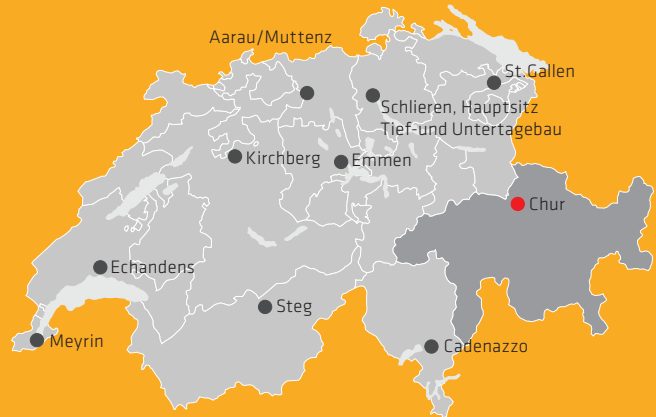 Aarau/Muttenz
St.Gallen
Schlieren, Hauptsitz
Tief-und Untertagebau
Kirchberg
Emmen
Chur
Echandens
Steg
Meyrin
Cadenazzo